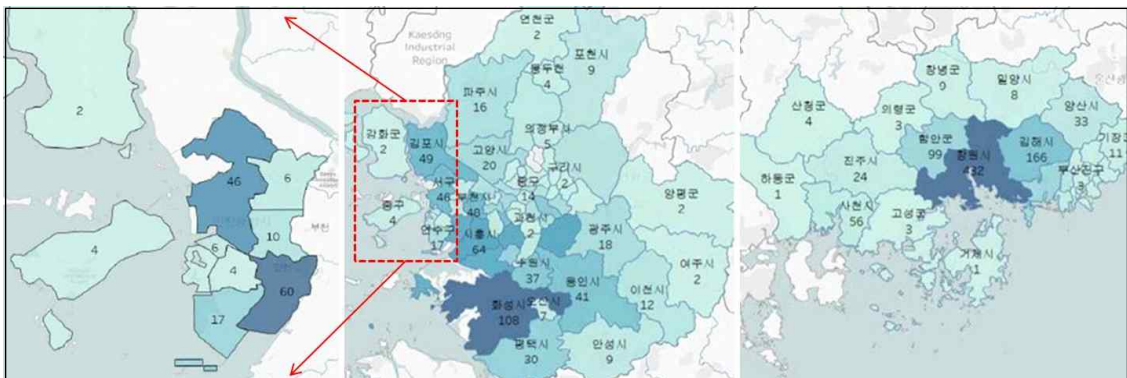 2
46
6
4
6
10
4
60
17
연천군
2
Kaesŏng
Industrial
Region
포천시
9
동두천
4
파주시
16
강화군
2
김포시
49
의정부시
5
고양시
20
구리시
2
서구
46
부천시
48
종로
14
양평군
2
중구
4
연수구
17
과천시
2
시흥시
64
광주시
18
수원시
37
여주시
2
용인시
41
이천시
12
화성시
108
오산시
7
평택시
30
안성시
9
창녕군
9
밀양시
8
산청군
4
의령군
3
양산시
33
함안군
99
창원시
432
김해시
166
기장군
11
진주시
24
부산진구
3
하동군
1
사천시
56
고성군
3
거제시
1